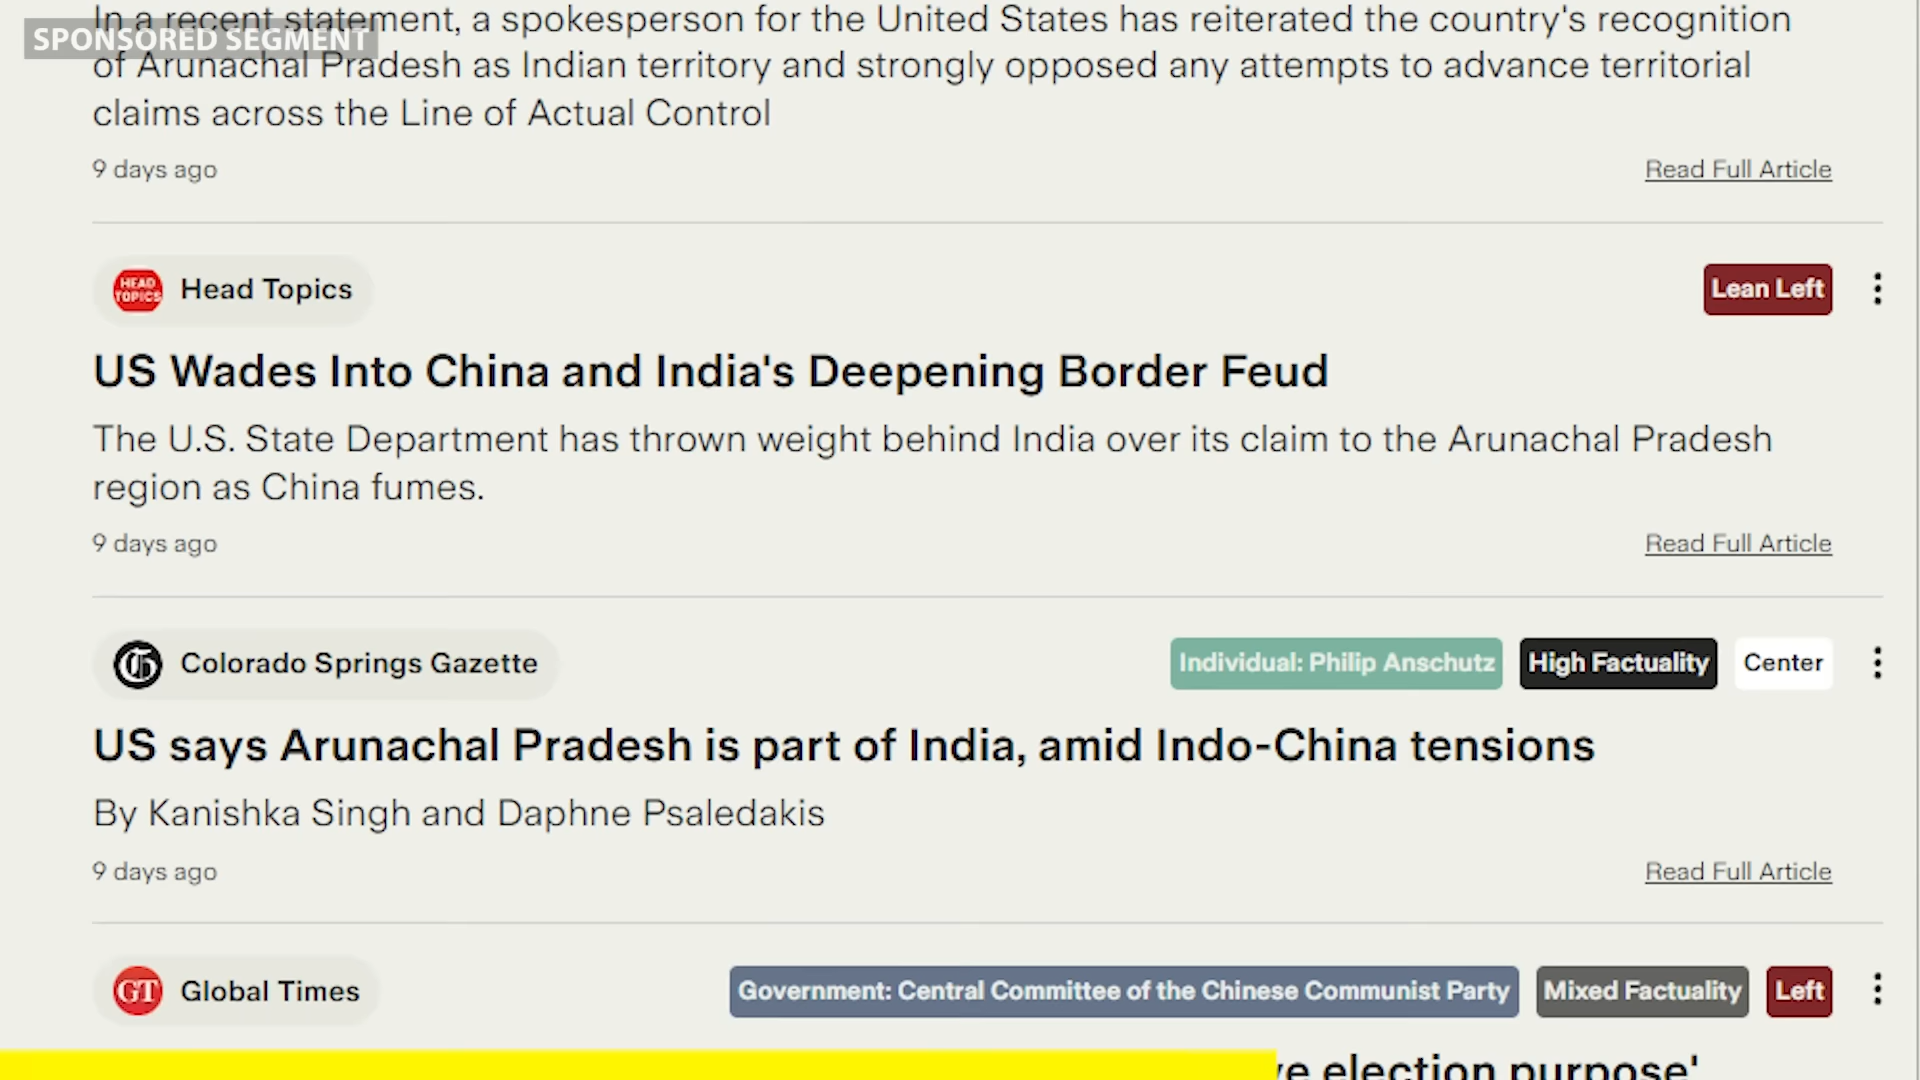 In a recent statement, a spokesperson for the United States has reiterated the country's recognition
SPONSORED SEGMENT
of Arunachal Pradesh as Indian territory and strongly opposed any attempts to advance territorial
claims across the Line of Actual Control
9 days ago
Read Full Article
HEAD
TOPICS
Head Topics
Lean Left
US Wades Into China and India's Deepening Border Feud
The U.S. State Department has thrown weight behind India over its claim to the Arunachal Pradesh
region as China fumes.
9 days ago
Read Full Article
G
Colorado Springs Gazette
Individual: Philip Anschutz
High Factuality
Center
US says Arunachal Pradesh is part of India, amid Indo-China tensions
By Kanishka Singh and Daphne Psaledakis
9 days ago
Read Full Article
GT
Global Times
Government: Central Committee of the Chinese Communist Party
Mixed Factuality
Left
election purpose'